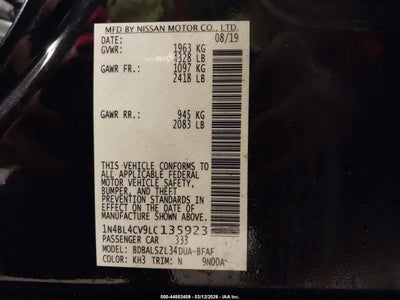 MFD BY NISSAN MOTOR CO., LTD.
DATE: 08/19
GVWR: 1963 KG
4328 LB
GAWR FR.: 1097 KG
2418 LB
GAWR RR.: 945 KG
2083 LB
THIS VEHICLE CONFORMS TO
ALL APPLICABLE FEDERAL
MOTOR VEHICLE SAFETY,
BUMPER, AND THEFT
PREVENTION STANDARDS
IN EFFECT ON THE DATE OF
MANUFACTURE SHOWN ABOVE.
1N4BL4CV9LC135923
PASSENGER CAR 333
MODEL: BDBALSZL34DUA-BFAF
COLOR: KH3 TRIM: N 9N00A
000-44582409 - 03/12/2026 - IAA Copart